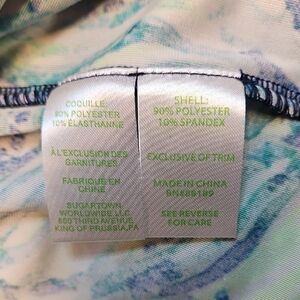 COQUILLE:
90% POLYESTER
10% ÉLASTHANNE
À L'EXCLUSION DES
GARNITURES
FABRIQUÉ EN
CHINE
SUGARTOWN
WORLDWIDE LLC
800 THIRD AVENUE
KING OF PRUSSIA, PA
SHELL:
90% POLYESTER
10% SPANDEX
EXCLUSIVE OF TRIM
MADE IN CHINA
RN#88189
SEE REVERSE
FOR CARE